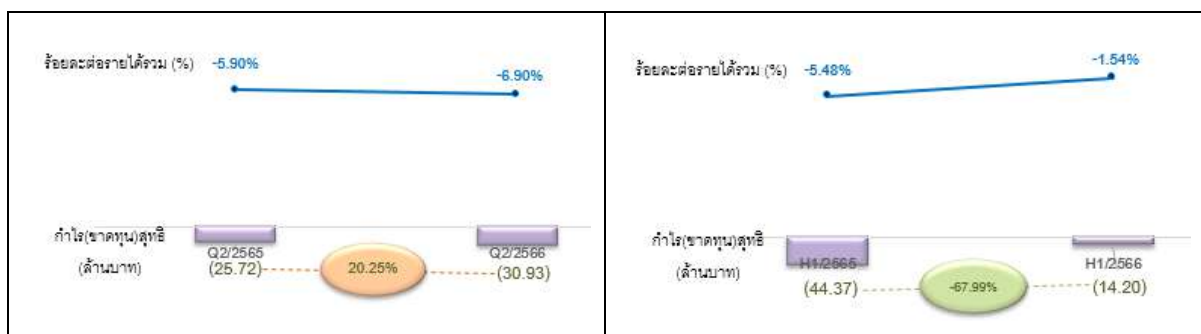 ร้อยละต่อรายได้รวม (%) -5.90%
-6.90%
กำไร(ขาดทุน)สุทธิ
(ล้านบาท)
Q2/2565
(25.72)
20.25%
Q2/2566
(30.93)
ร้อยละต่อรายได้รวม (%) -5.48%
-1.54%
กำไร(ขาดทุน)สุทธิ
(ล้านบาท)
H1/2565
(44.37)
-67.99%
H1/2566
(14.20)